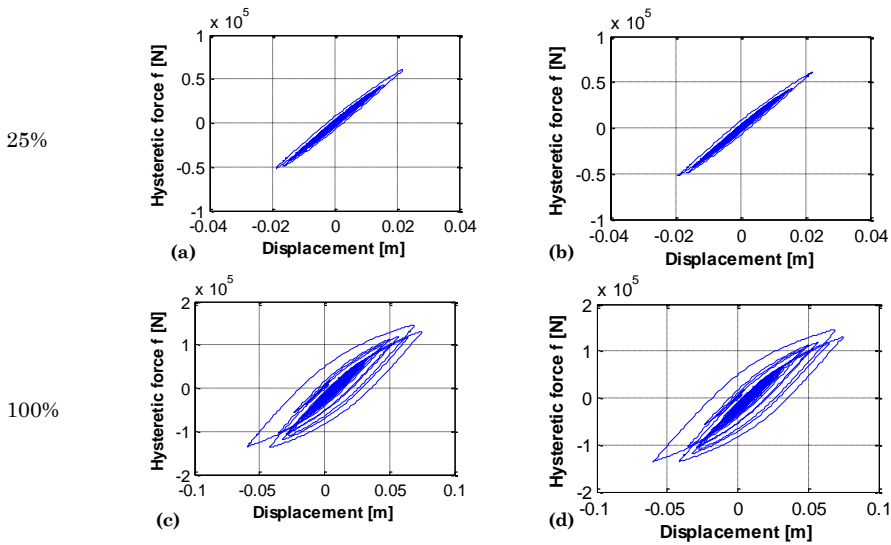 25%
x 10^5
Hysteretic force f [N]
1
0.5
0
-0.5
-1
-0.04 -0.02 0 0.02 0.04
Displacement [m]
(a)
x 10^5
Hysteretic force f [N]
1
0.5
0
-0.5
-1
-0.04 -0.02 0 0.02 0.04
Displacement [m]
(b)
100%
x 10^5
Hysteretic force f [N]
2
1
0
-1
-2
-0.1 -0.05 0 0.05 0.1
Displacement [m]
(c)
x 10^5
Hysteretic force f [N]
2
1
0
-1
-2
-0.1 -0.05 0 0.05 0.1
Displacement [m]
(d)